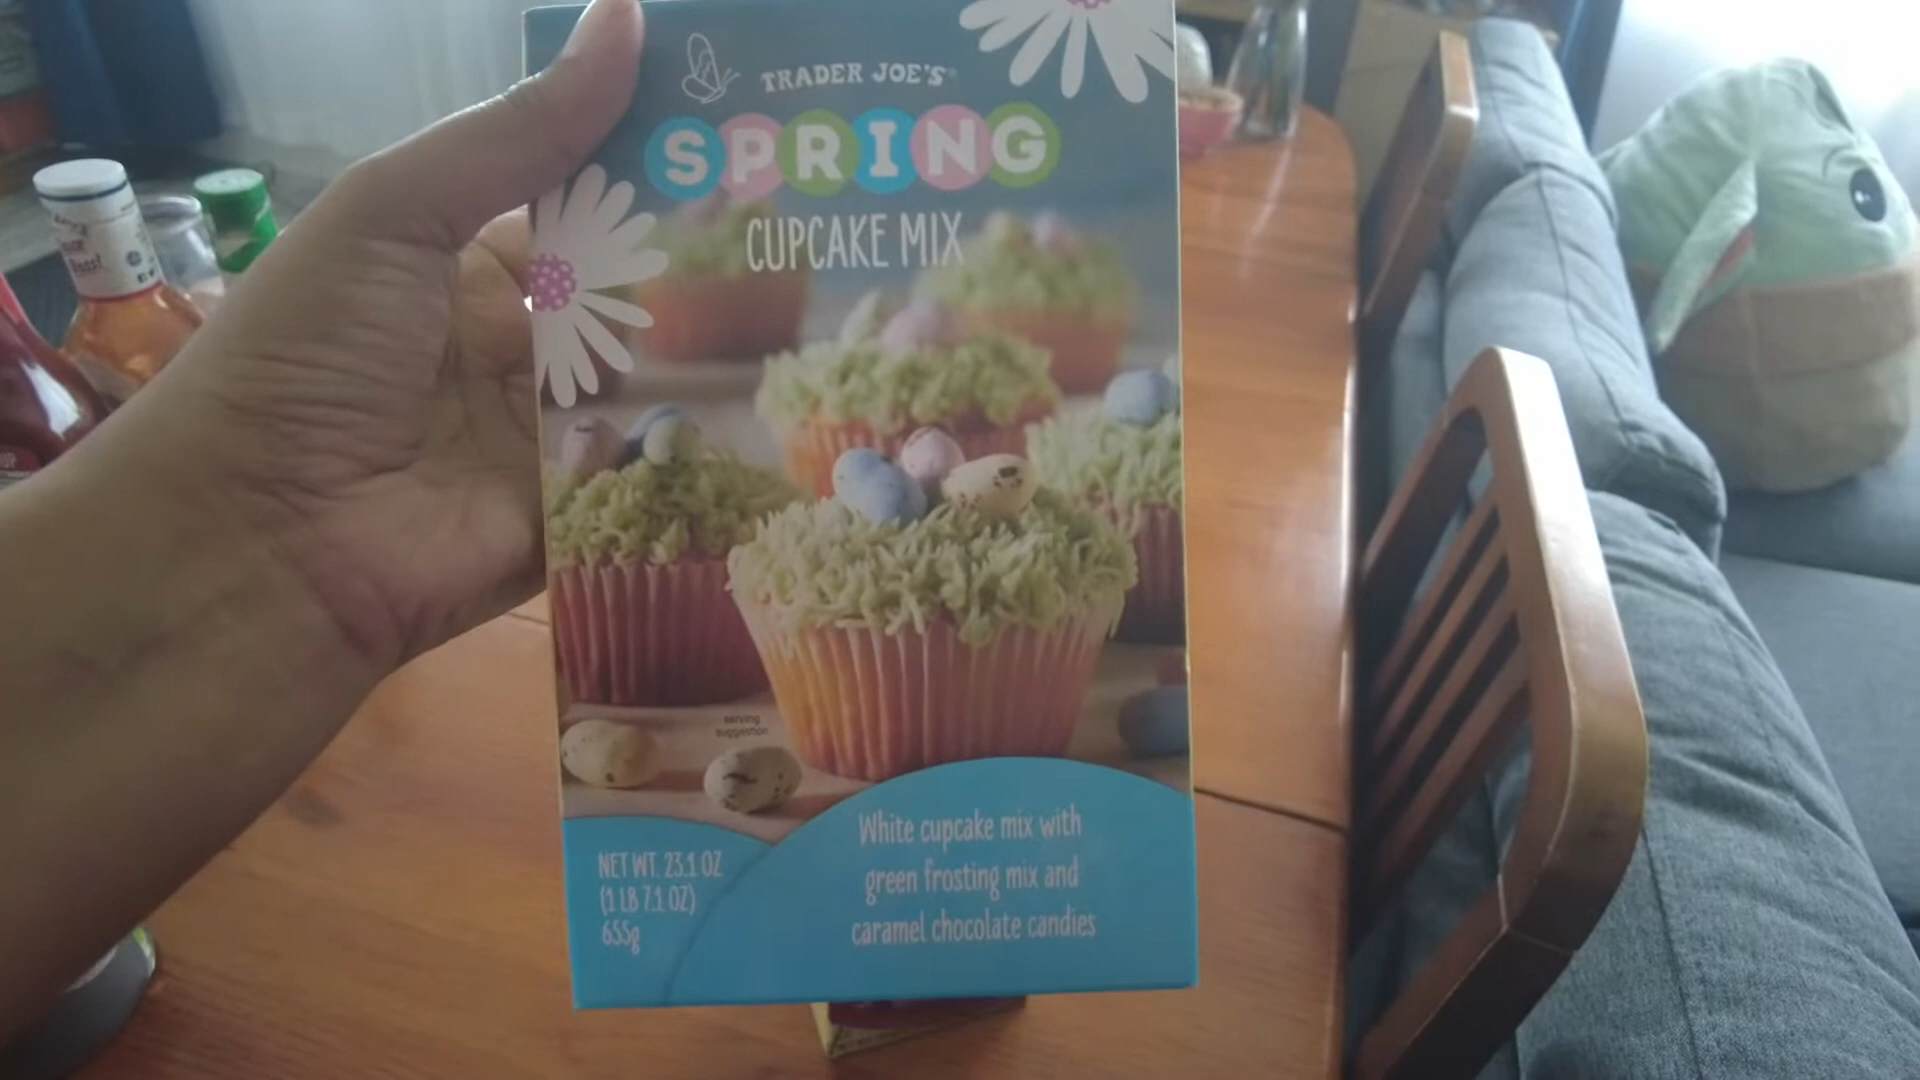 TRADER JOE'S®
SPRING
CUPCAKE MIX
serving
suggestion
White cupcake mix with
green frosting mix and
caramel chocolate candies
NET WT. 23.1 OZ
(1 LB 7.1 OZ)
655g